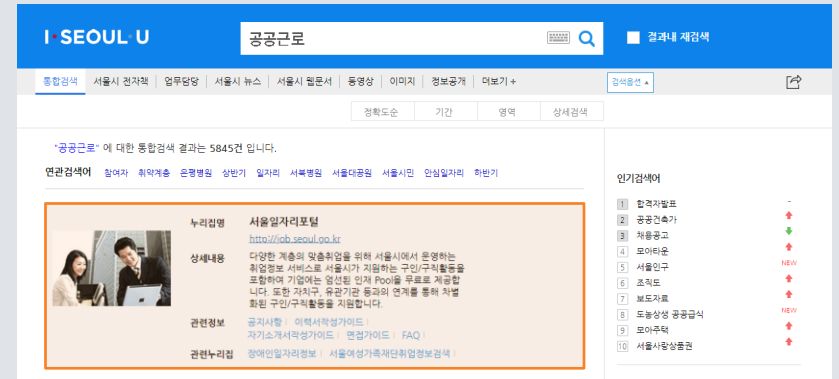 I·SEOUL·U
공공근로
결과내 재검색
통합검색 서울시 전자책 업무담당 서울시 뉴스 서울시 웹문서 동영상 이미지 정보공개 더보기 +
검색옵션 ▲
정확도순 기간 영역 상세검색
"공공근로" 에 대한 통합검색 결과는 5845건 입니다.
연관검색어 참여자 취약계층 은평병원 상반기 일자리 서북병원 서울대공원 서울시민 안심일자리 하반기
누리집명 서울일자리포털
http://job.seoul.go.kr
상세내용 다양한 계층의 맞춤취업을 위해 서울시에서 운영하는
취업정보 서비스로 서울시가 지원하는 구인/구직활동을
포함하여 기업에는 엄선된 인재 Pool을 무료로 제공합
니다. 또한 자치구, 유관기관 등과의 연계를 통해 차별
화된 구인/구직활동을 지원합니다.
관련정보 공지사항 | 이력서작성가이드 |
자기소개서작성가이드 | 면접가이드 | FAQ |
관련누리집 장애인일자리정보 | 서울여성가족재단취업정보검색 |
인기검색어
1 합격자발표 -
2 공공건축가
3 채용공고
4 모아타운
5 서울인구 NEW
6 조직도
7 보도자료
8 도농상생 공공급식 NEW
9 모아주택
10 서울사랑상품권